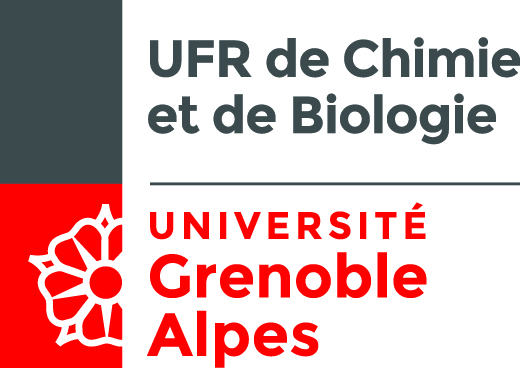 UFR de Chimie
et de Biologie
UNIVERSITÉ
Grenoble
Alpes